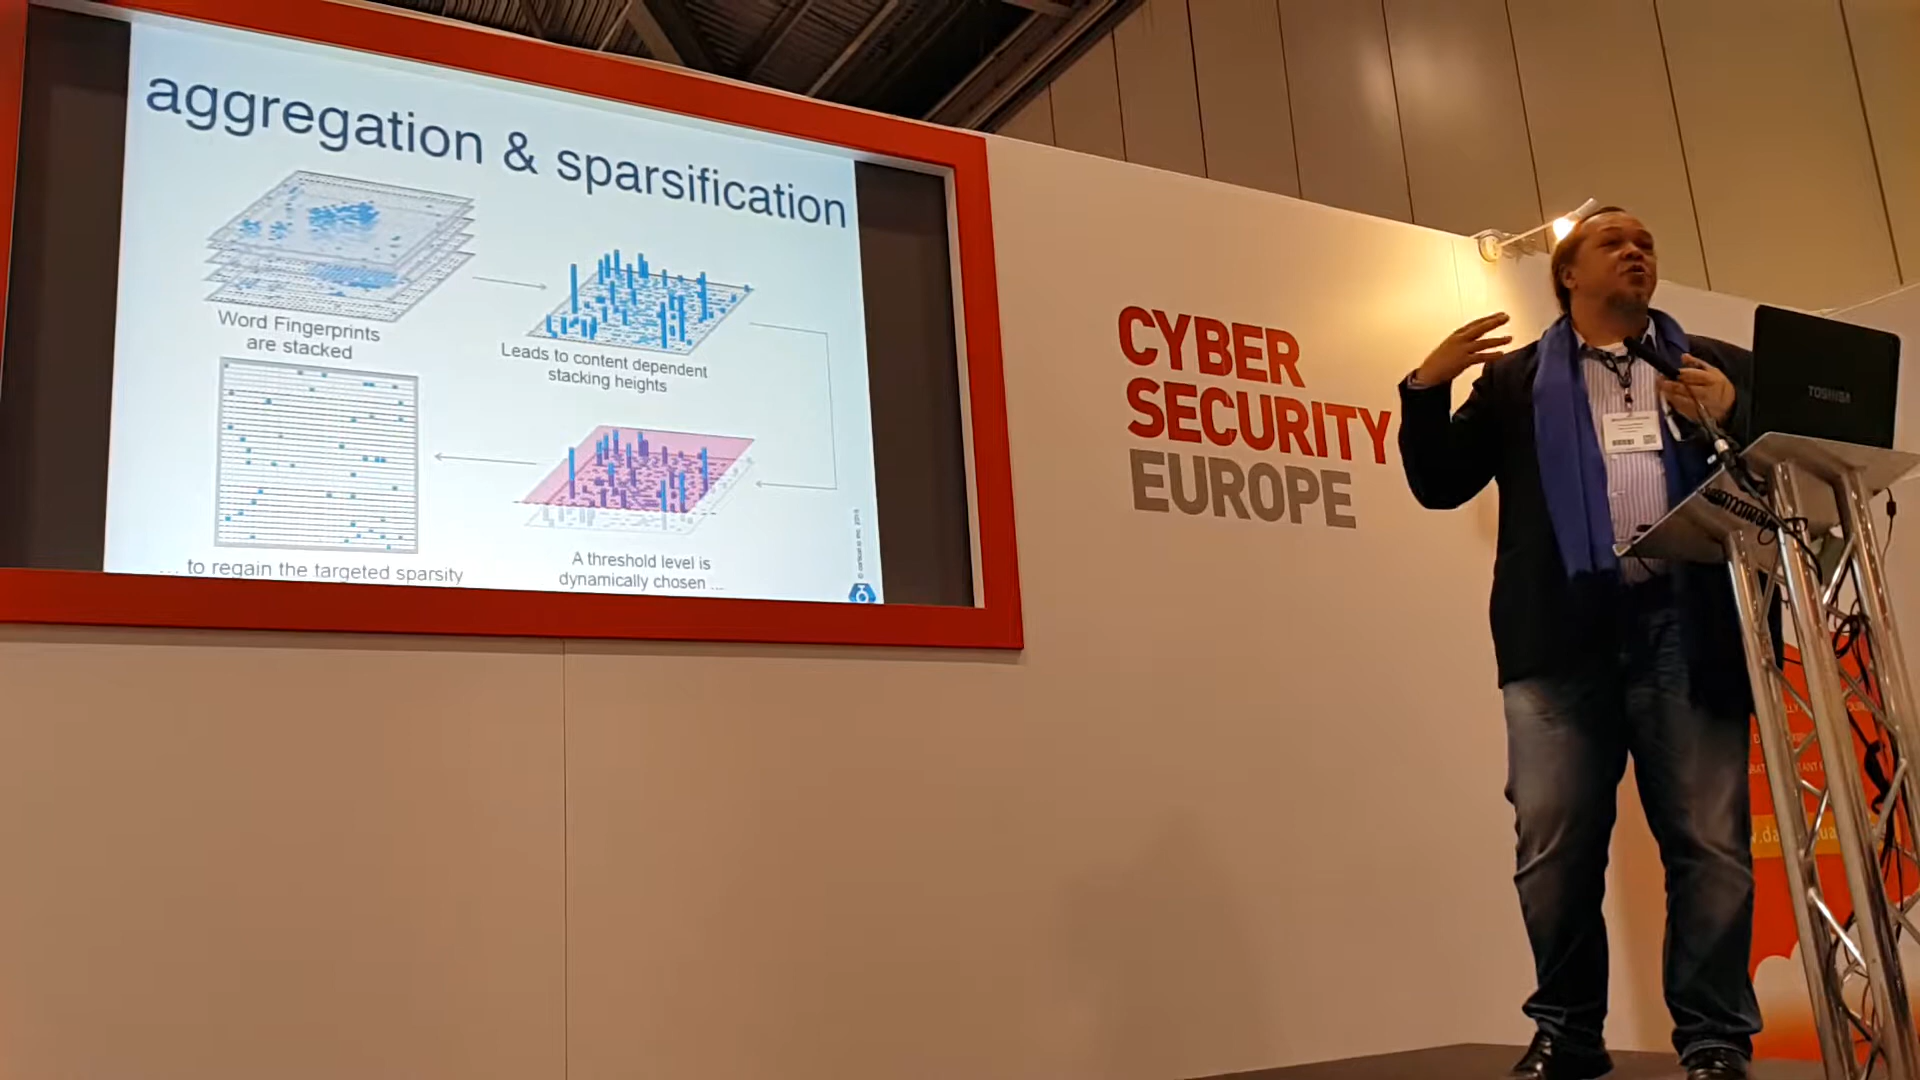 aggregation & sparsification
Word Fingerprints
are stacked
Leads to content dependent
stacking heights
... to regain the targeted sparsity
A threshold level is
dynamically chosen ...
CYBER
SECURITY
EUROPE
TOSHIBA